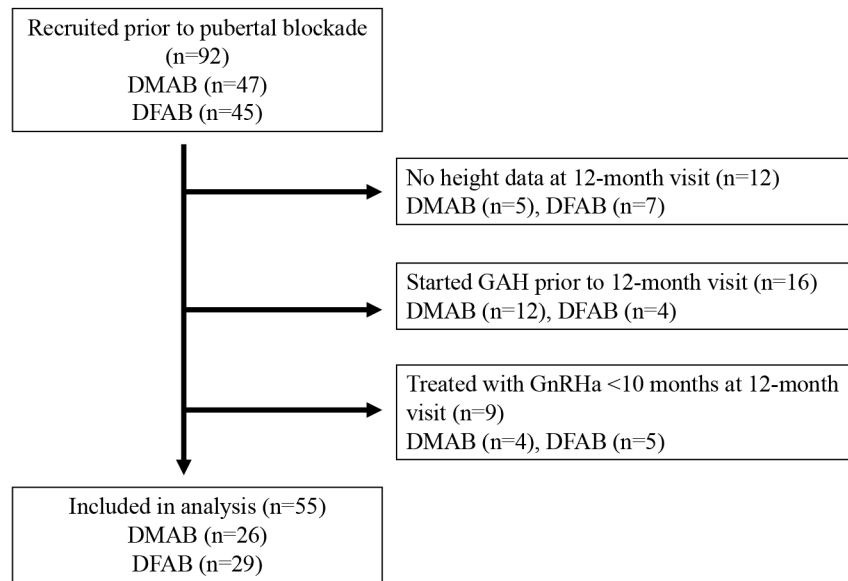 Recruited prior to pubertal blockade
(n=92)
DMAB (n=47)
DFAB (n=45)
No height data at 12-month visit (n=12)
DMAB (n=5), DFAB (n=7)
Started GAH prior to 12-month visit (n=16)
DMAB (n=12), DFAB (n=4)
Treated with GnRHa <10 months at 12-month
visit (n=9)
DMAB (n=4), DFAB (n=5)
Included in analysis (n=55)
DMAB (n=26)
DFAB (n=29)